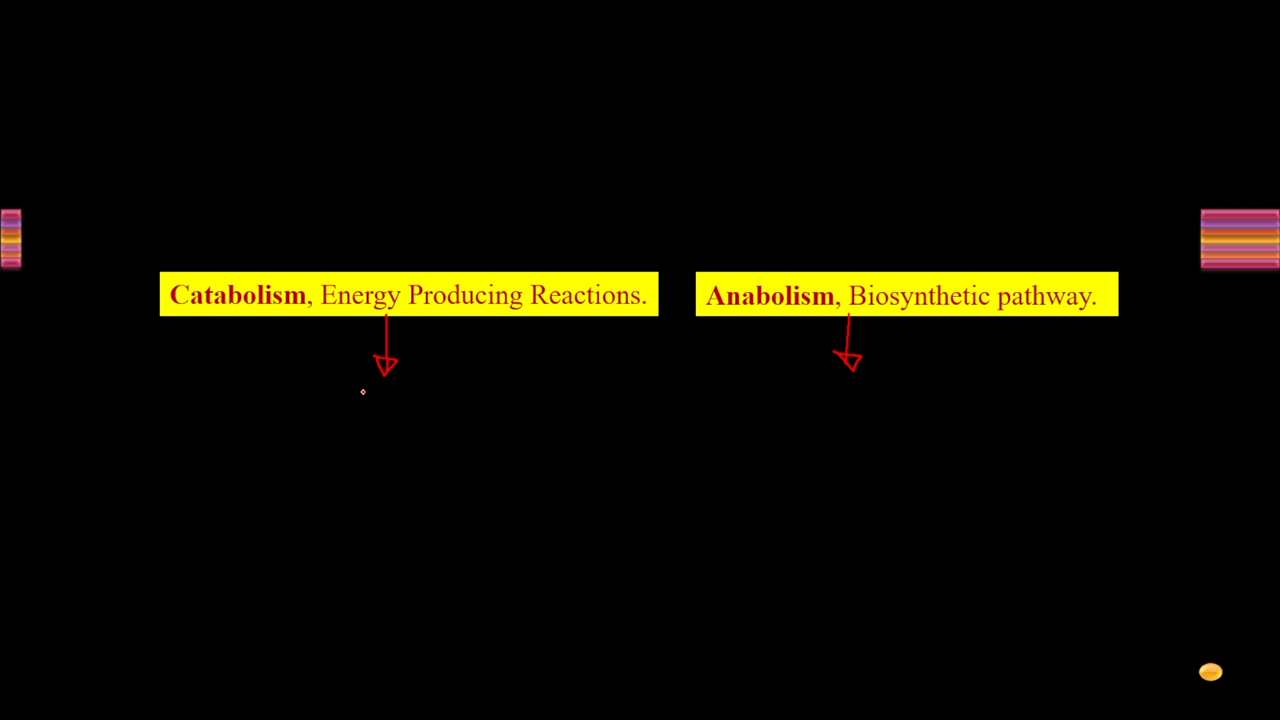 Catabolism, Energy Producing Reactions.
Anabolism, Biosynthetic pathway.